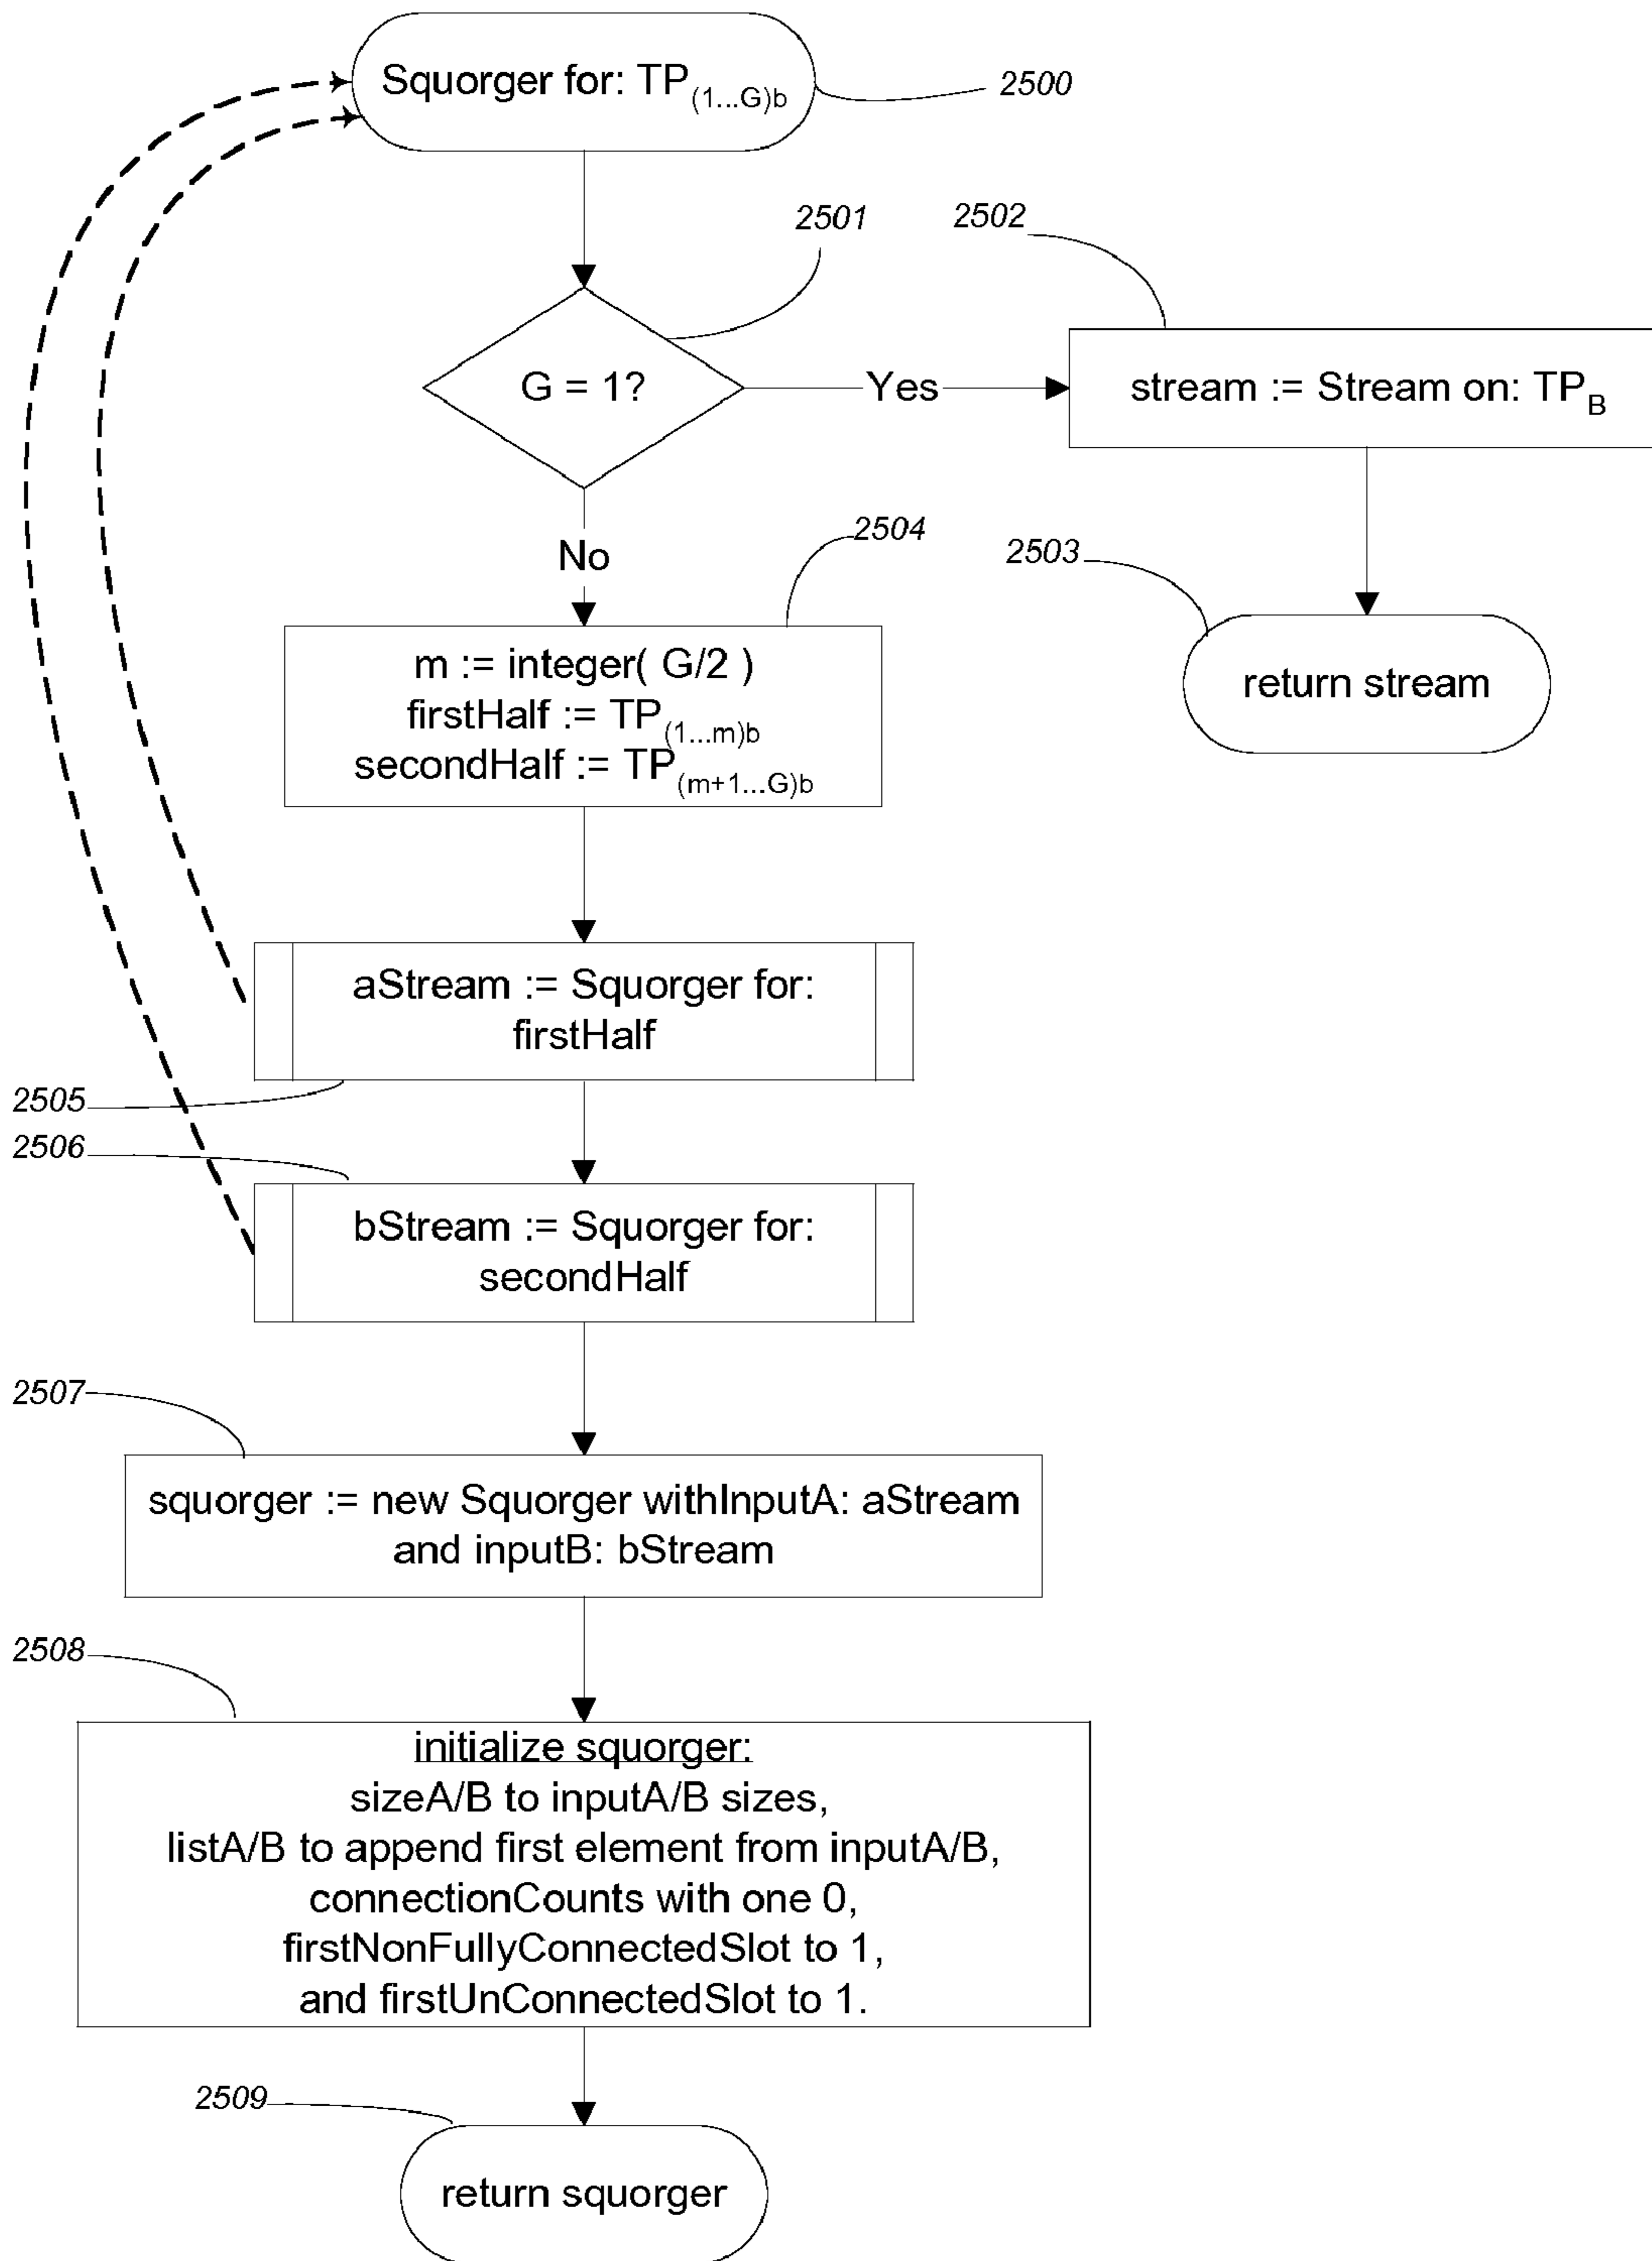 Squorger for: TP(1...G)b
2500
2501
2502
G = 1?
Yes
stream := Stream on: TPB
No
2504
2503
return stream
m := integer( G/2 )
firstHalf := TP(1...m)b
secondHalf := TP(m+1...G)b
aStream := Squorger for:
firstHalf
2505
2506
bStream := Squorger for:
secondHalf
2507
squorger := new Squorger withInputA: aStream
and inputB: bStream
2508
initialize squorger:
sizeA/B to inputA/B sizes,
listA/B to append first element from inputA/B,
connectionCounts with one 0,
firstNonFullyConnectedSlot to 1,
and firstUnConnectedSlot to 1.
2509
return squorger